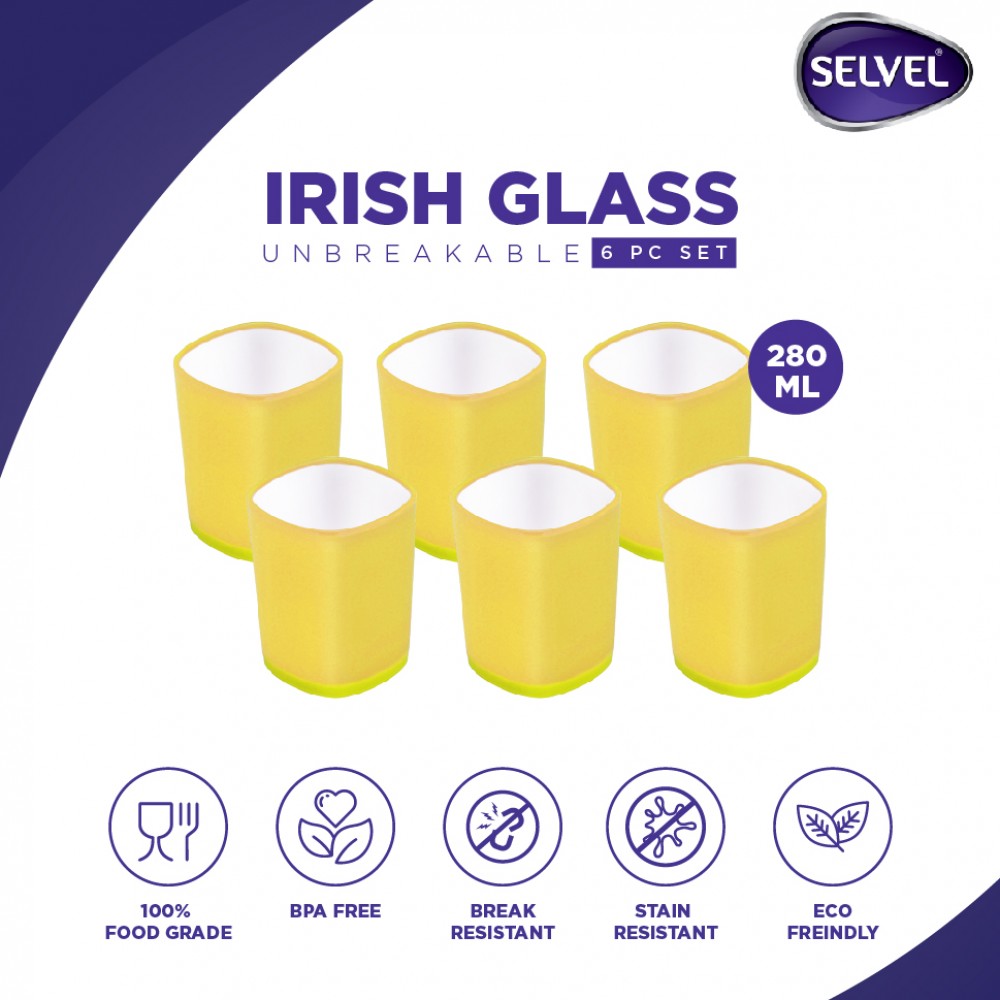 SELVEL®
IRISH GLASS
UNBREAKABLE 6 PC SET
280
ML
100%
FOOD GRADE
BPA FREE
BREAK
RESISTANT
STAIN
RESISTANT
ECO
FREINDLY